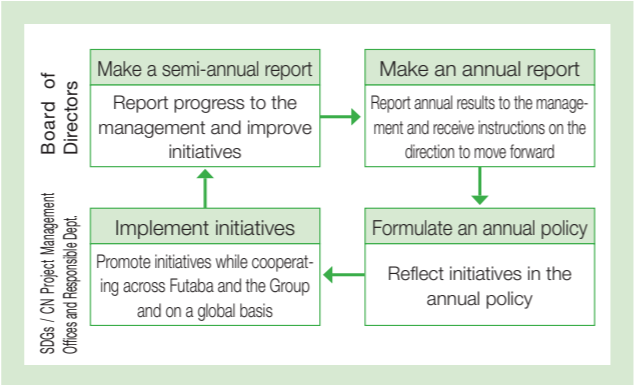 Board of
Directors
Make a semi-annual report
Report progress to the
management and improve
initiatives
Make an annual report
Report annual results to the manage-
ment and receive instructions on the
direction to move forward
SDGs / CN Project Management
Offices and Responsible Dept.
Implement initiatives
Promote initiatives while cooperat-
ing across Futaba and the Group
and on a global basis
Formulate an annual policy
Reflect initiatives in the
annual policy